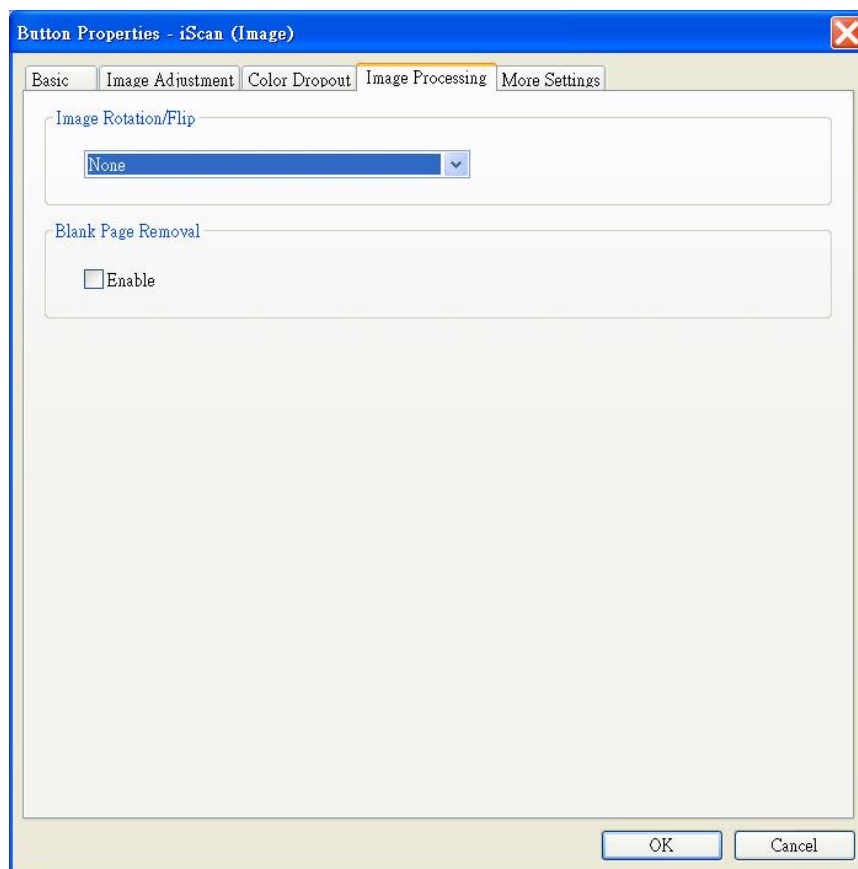 Button Properties - iScan (Image)
Basic Image Adjustment Color Dropout Image Processing More Settings
Image Rotation/Flip
None
Blank Page Removal
Enable
OK Cancel